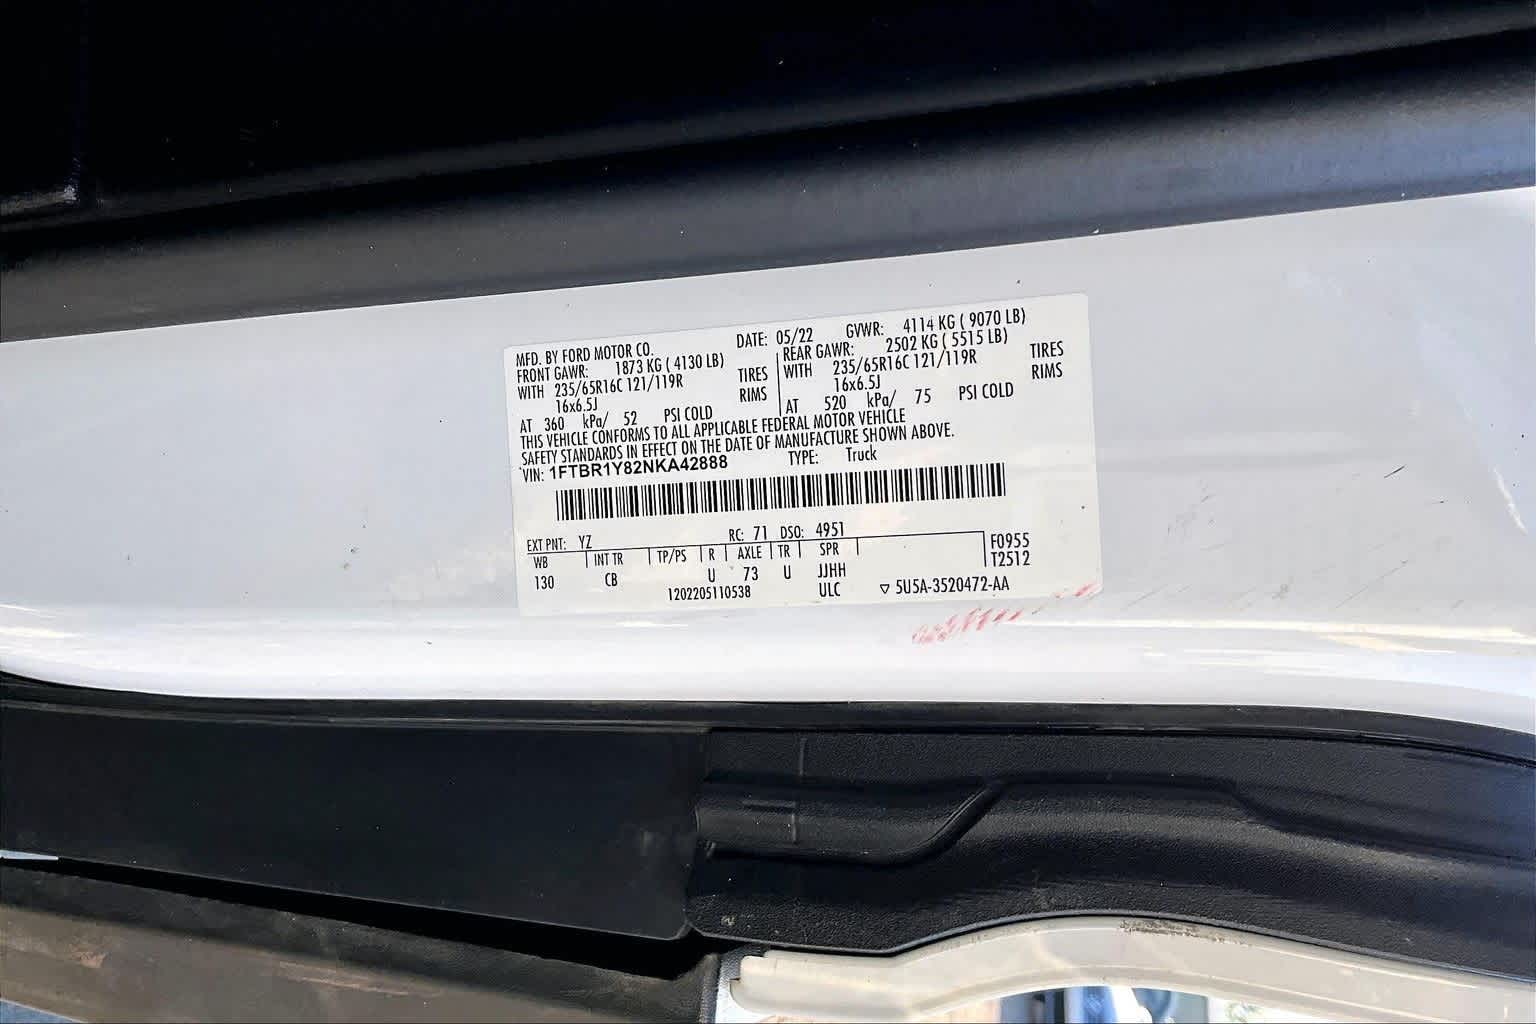 MFD. BY FORD MOTOR CO. DATE: 05/22 GVWR: 4114 KG ( 9070 LB)
FRONT GAWR: 1873 KG ( 4130 LB) REAR GAWR: 2502 KG ( 5515 LB)
WITH 235/65R16C 121/119R TIRES WITH 235/65R16C 121/119R TIRES
16x6.5J RIMS 16x6.5J RIMS
AT 360 kPa/ 52 PSI COLD AT 520 kPa/ 75 PSI COLD
THIS VEHICLE CONFORMS TO ALL APPLICABLE FEDERAL MOTOR VEHICLE
SAFETY STANDARDS IN EFFECT ON THE DATE OF MANUFACTURE SHOWN ABOVE.
VIN: 1FTBR1Y82NKA42888 TYPE: Truck
EXT PNT: YZ RC: 71 DSO: 4951
WB INT TR TP/PS R AXLE TR SPR F0955
130 CB U 73 U JJHH T2512
1202205110538 ULC ▽ 5U5A-3520472-AA